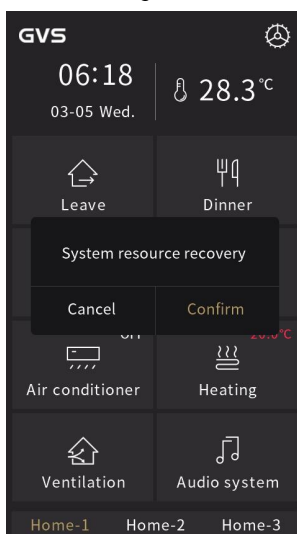 GVS
06:18
03-05 Wed.
28.3℃
Leave
Dinner
System resource recovery
Cancel
Confirm
Air conditioner
Heating
Ventilation
Audio system
Home-1
Home-2
Home-3